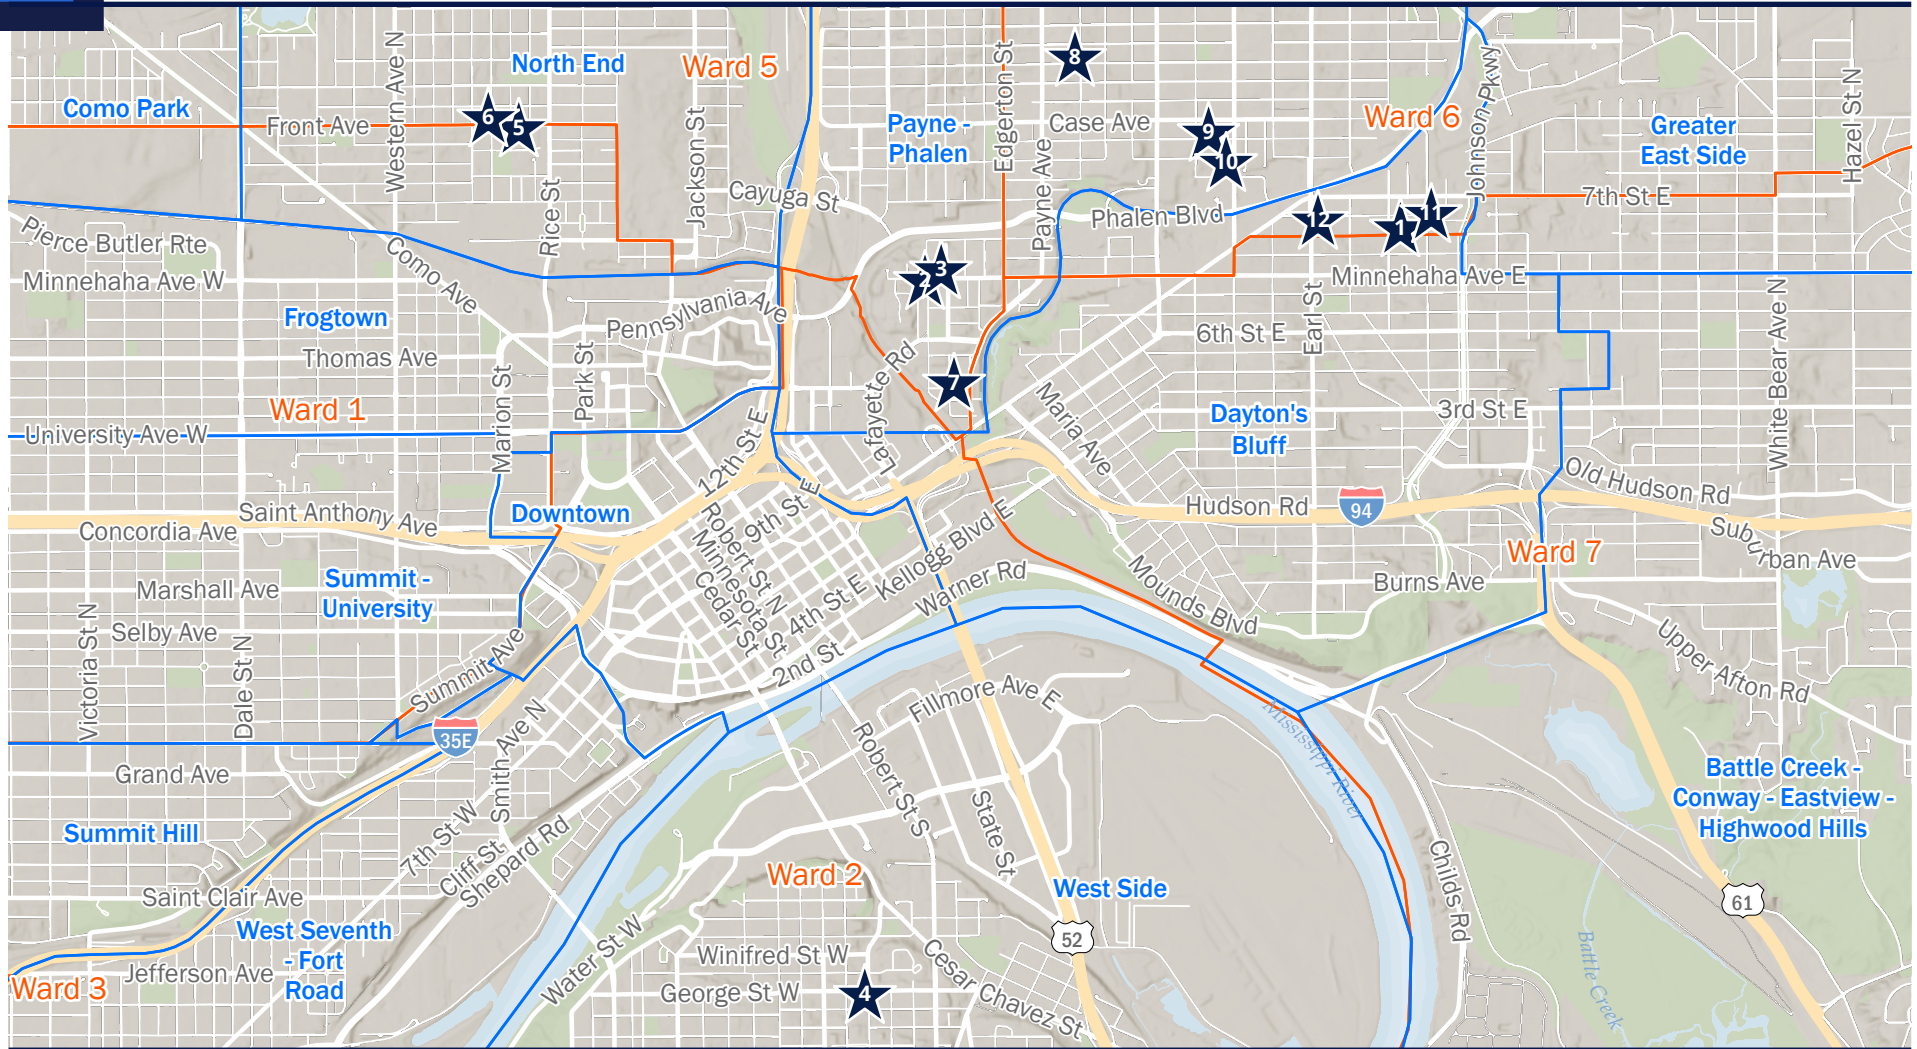 North End
Ward 5
8
Como Park
6
5
Front Ave
Western Ave N
Jackson St
Payne -
Phalen
Edgerton St
Case Ave
9
10
Ward 6
Johnson Pkwy
Greater
East Side
Hazel St N
7th St E
Cayuga St
Rice St
Payne Ave
Phalen Blvd
12
1
11
Pierce Butler Rte
Minnehaha Ave W
Como Ave
2
3
Minnehaha Ave E
Frogtown
Pennsylvania Ave
Thomas Ave
6th St E
Earl St
White Bear Ave N
Marion St
Park St
Lafayette Rd
7
Ward 1
University Ave W
12th St E
Maria Ave
Dayton's
Bluff
3rd St E
Old Hudson Rd
Saint Anthony Ave
Concordia Ave
Downtown
Robert St N
Minnesota St
Cedar St
9th St E
Kellogg Blvd E
Hudson Rd
94
Suburban Ave
Ward 7
Marshall Ave
Summit -
University
4th St E
Warner Rd
Mounds Blvd
Burns Ave
Selby Ave
Victoria St N
Dale St N
Summit Ave
2nd St
Upper Afton Rd
35E
Smith Ave N
Fillmore Ave E
Mississippi River
Grand Ave
Robert St S
State St
Battle Creek -
Conway - Eastview -
Highwood Hills
Summit Hill
7th St W
Cliff St
Shepard Rd
Ward 2
West Side
Childs Rd
Saint Clair Ave
61
West Seventh
- Fort
Road
Water St W
Winifred St W
52
Cesar Chavez St
Battle Creek
Jefferson Ave
Ward 3
George St W
4